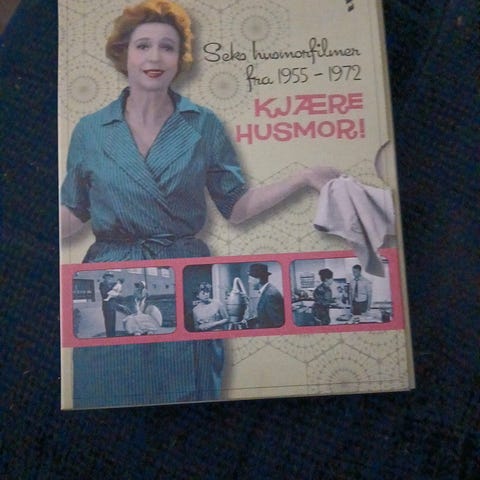 Seks husmorfilmer
fra 1955 - 1972
KJÆRE
HUSMOR!